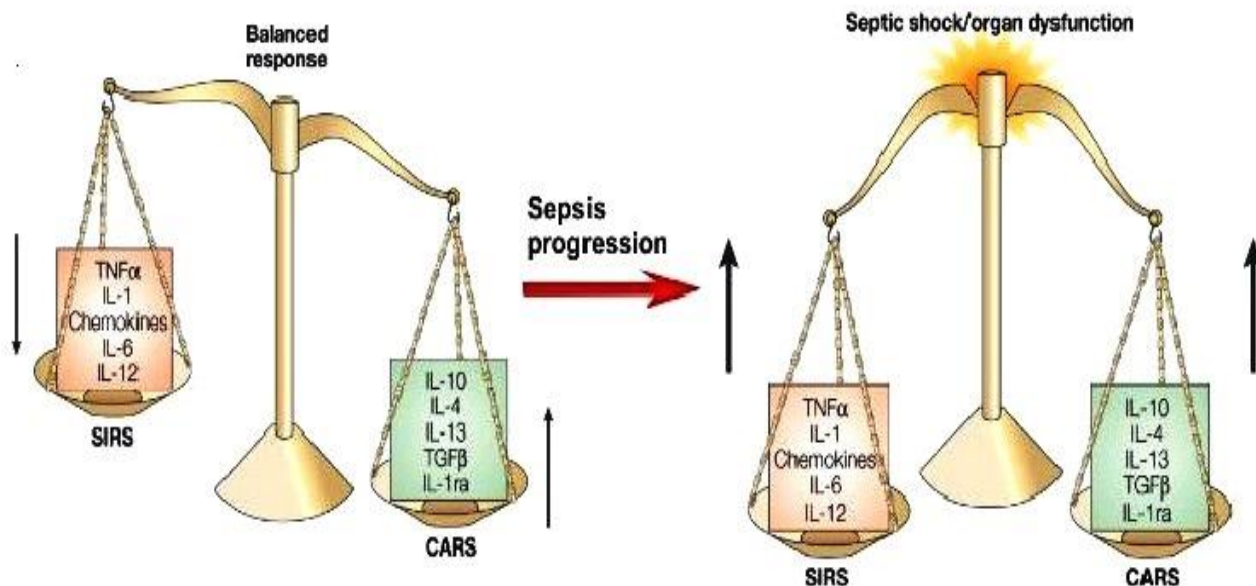 Balanced
response
TNFα
IL-1
Chemokines
IL-6
IL-12
SIRS
IL-10
IL-4
IL-13
TGFβ
IL-1ra
CARS
Sepsis
progression
Septic shock/organ dysfunction
TNFα
IL-1
Chemokines
IL-6
IL-12
SIRS
IL-10
IL-4
IL-13
TGFβ
IL-1ra
CARS